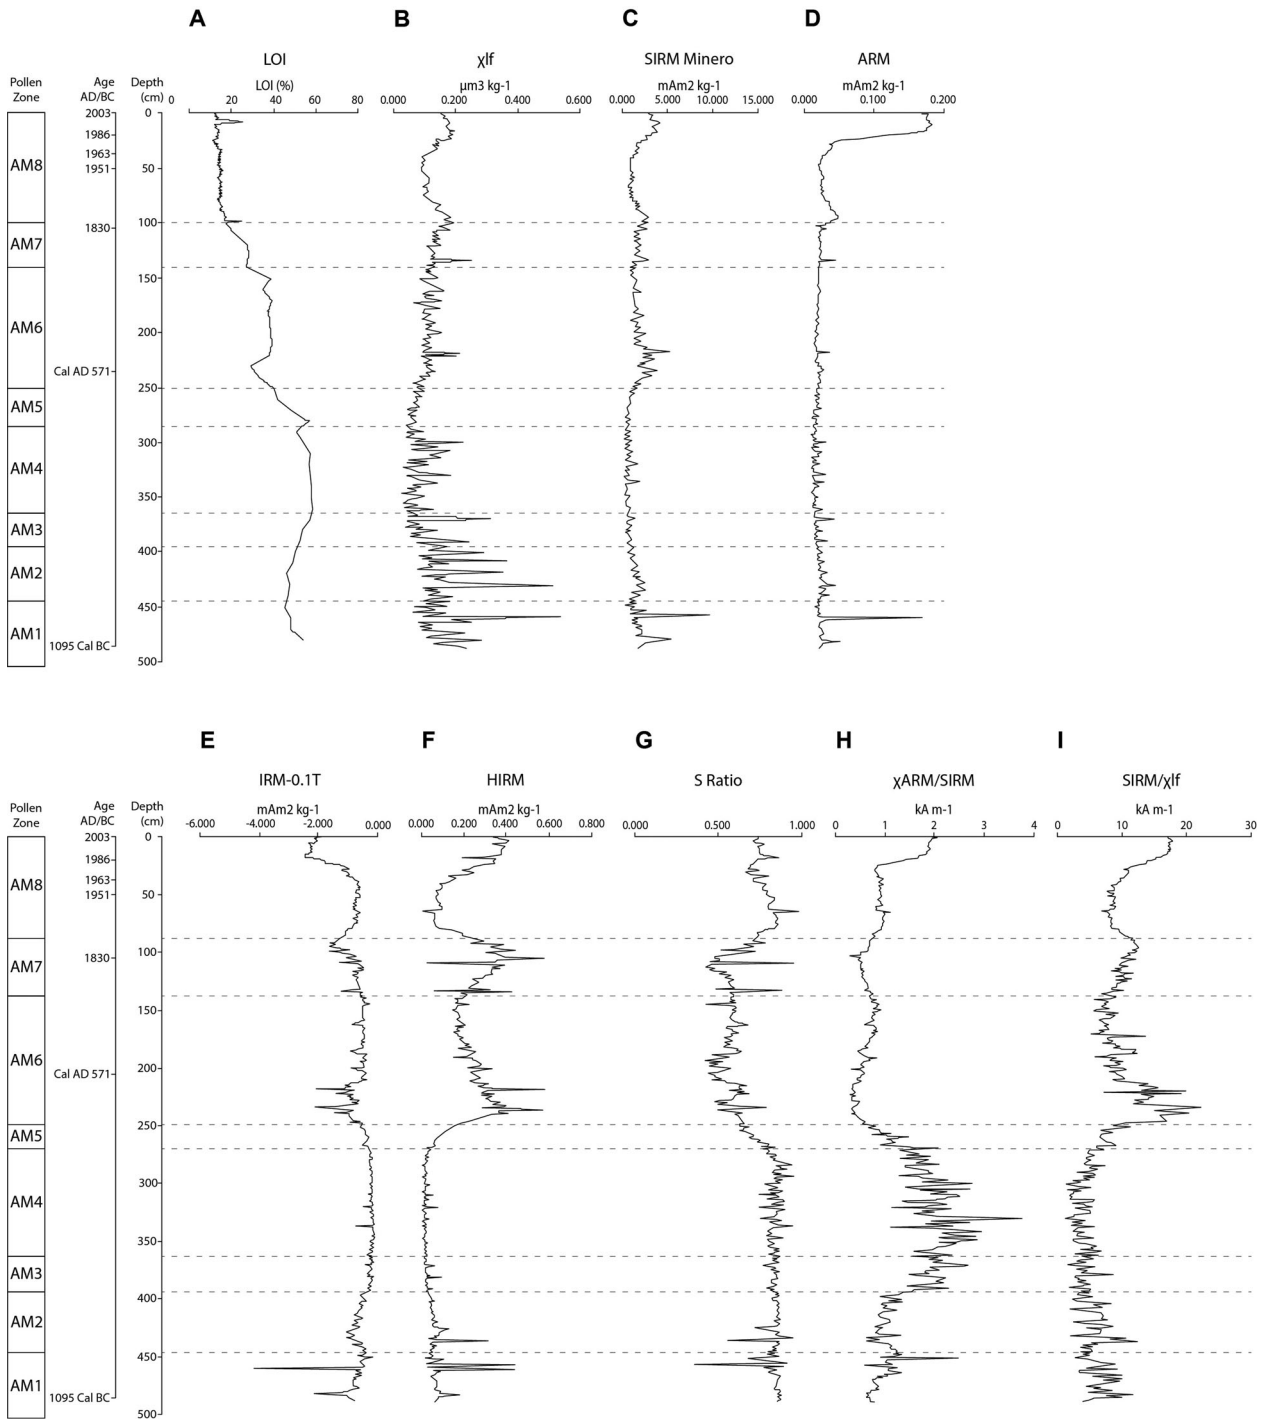 A B C D
LOI χlf SIRM Minero ARM
Pollen Zone Age AD/BC Depth (cm) LOI (%) μm3 kg-1 mAm2 kg-1 mAm2 kg-1
0 20 40 60 80 0.000 0.200 0.400 0.600 0.000 5.000 10.000 15.000 0.000 0.100 0.200
2003 0
AM8
1986
1963
1951 50
100
1830
AM7
150
AM6
200
Cal AD 571
250
AM5
300
AM4
350
AM3
400
AM2
450
AM1
1095 Cal BC
500
E F G H I
IRM-0.1T HIRM S Ratio χARM/SIRM SIRM/χlf
Pollen Zone Age AD/BC Depth (cm) mAm2 kg-1 mAm2 kg-1 kA m-1 kA m-1
-6.000 -4.000 -2.000 0.000 0.000 0.200 0.400 0.600 0.800 0.000 0.500 1.000 0 1 2 3 4 0 10 20 30
2003 0
AM8
1986
1963
1951 50
100
1830
AM7
150
AM6
200
Cal AD 571
250
AM5
300
AM4
350
AM3
400
AM2
450
AM1
1095 Cal BC
500